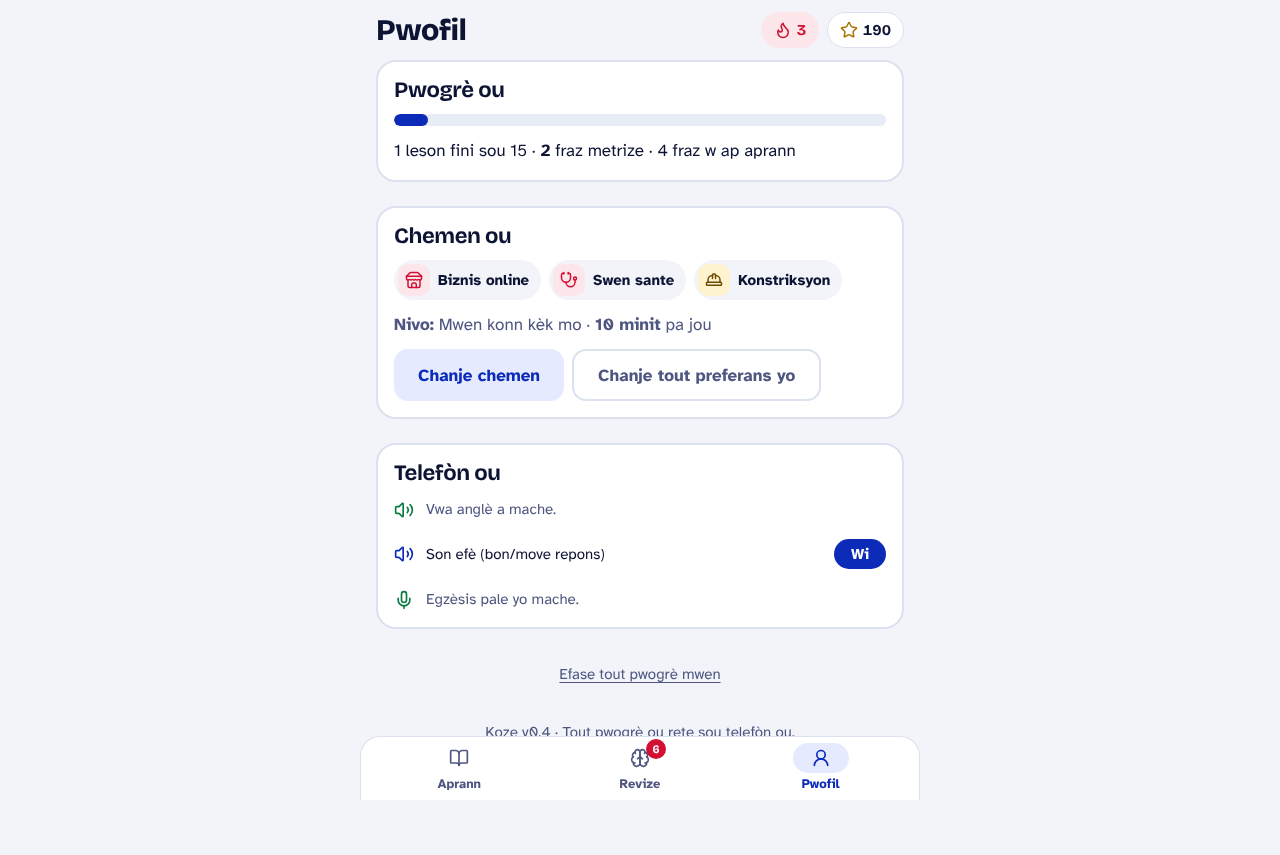 Pwofil
3
190
Pwogrè ou
1 leson fini sou 15 · 2 fraz metrize · 4 fraz w ap aprann
Chemen ou
Biznis online
Swen sante
Konstriksyon
Nivo: Mwen konn kèk mo · 10 minit pa jou
Chanje chemen
Chanje tout preferans yo
Telefòn ou
Vwa anglè a mache.
Son efè (bon/move repons)
Wi
Egzèsis pale yo mache.
Efase tout pwogrè mwen
Koze v0.4 · Tout pwogrè ou rete sou telefòn ou.
6
Aprann
Revize
Pwofil